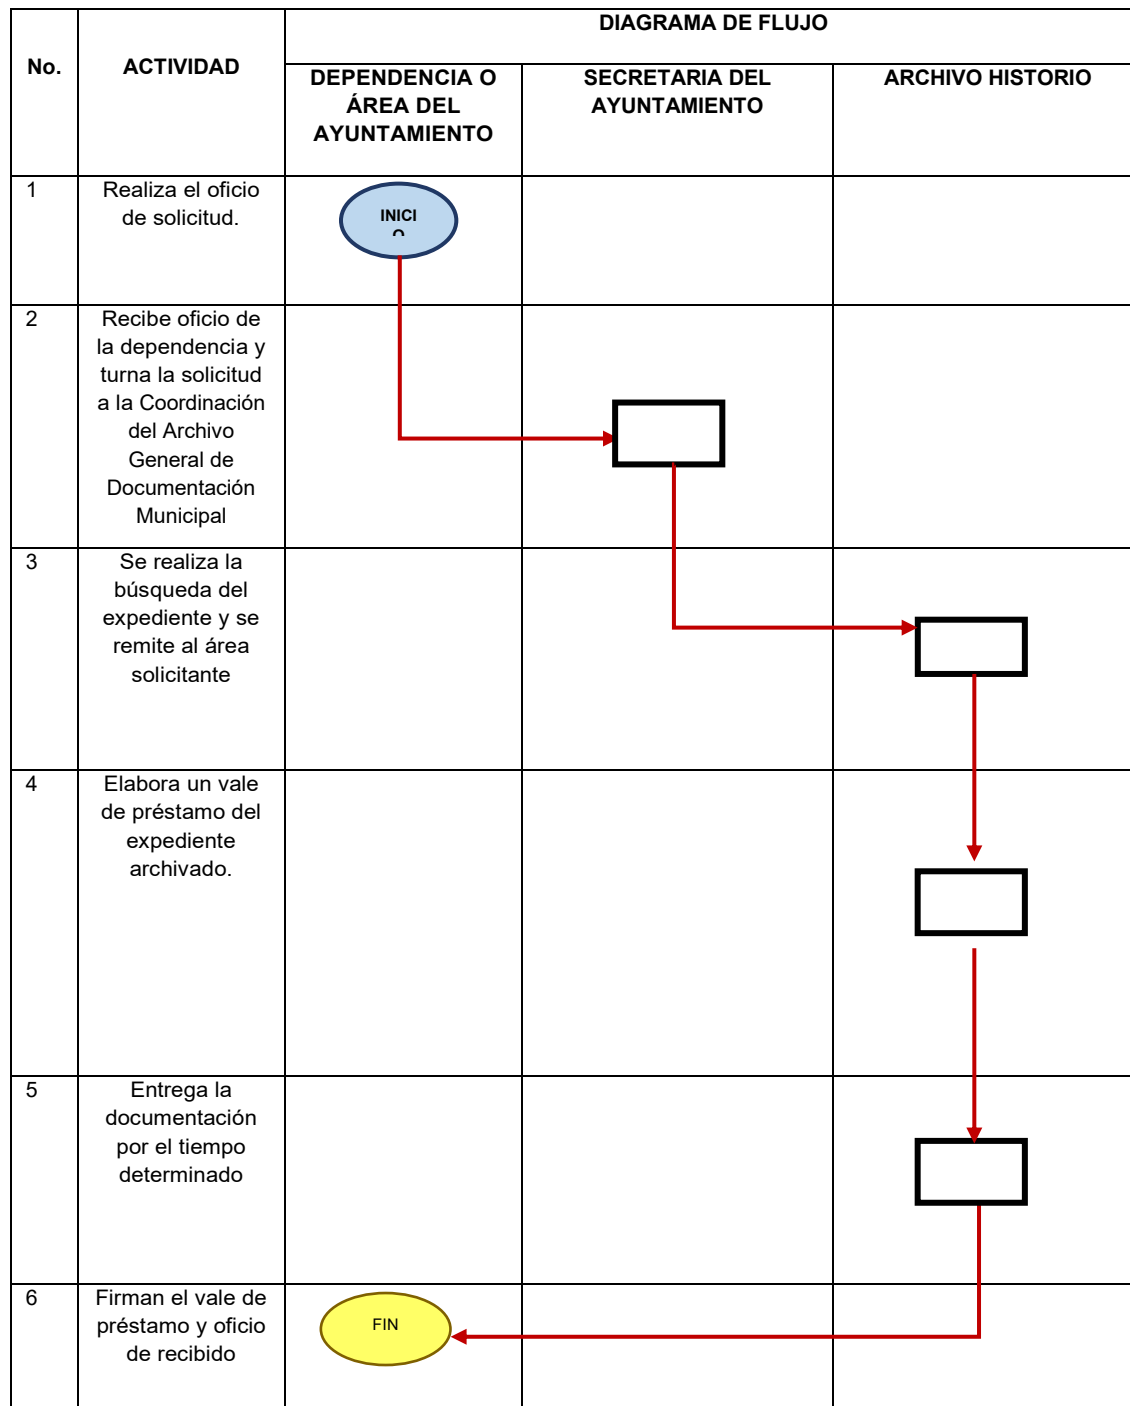 DIAGRAMA DE FLUJO
No.
ACTIVIDAD
DEPENDENCIA O
ÁREA DEL
AYUNTAMIENTO
SECRETARIA DEL
AYUNTAMIENTO
ARCHIVO HISTORIO
1
Realiza el oficio
de solicitud.
INICI
O
2
Recibe oficio de
la dependencia y
turna la solicitud
a la Coordinación
del Archivo
General de
Documentación
Municipal
3
Se realiza la
búsqueda del
expediente y se
remite al área
solicitante
4
Elabora un vale
de préstamo del
expediente
archivado.
5
Entrega la
documentación
por el tiempo
determinado
6
Firman el vale de
préstamo y oficio
de recibido
FIN